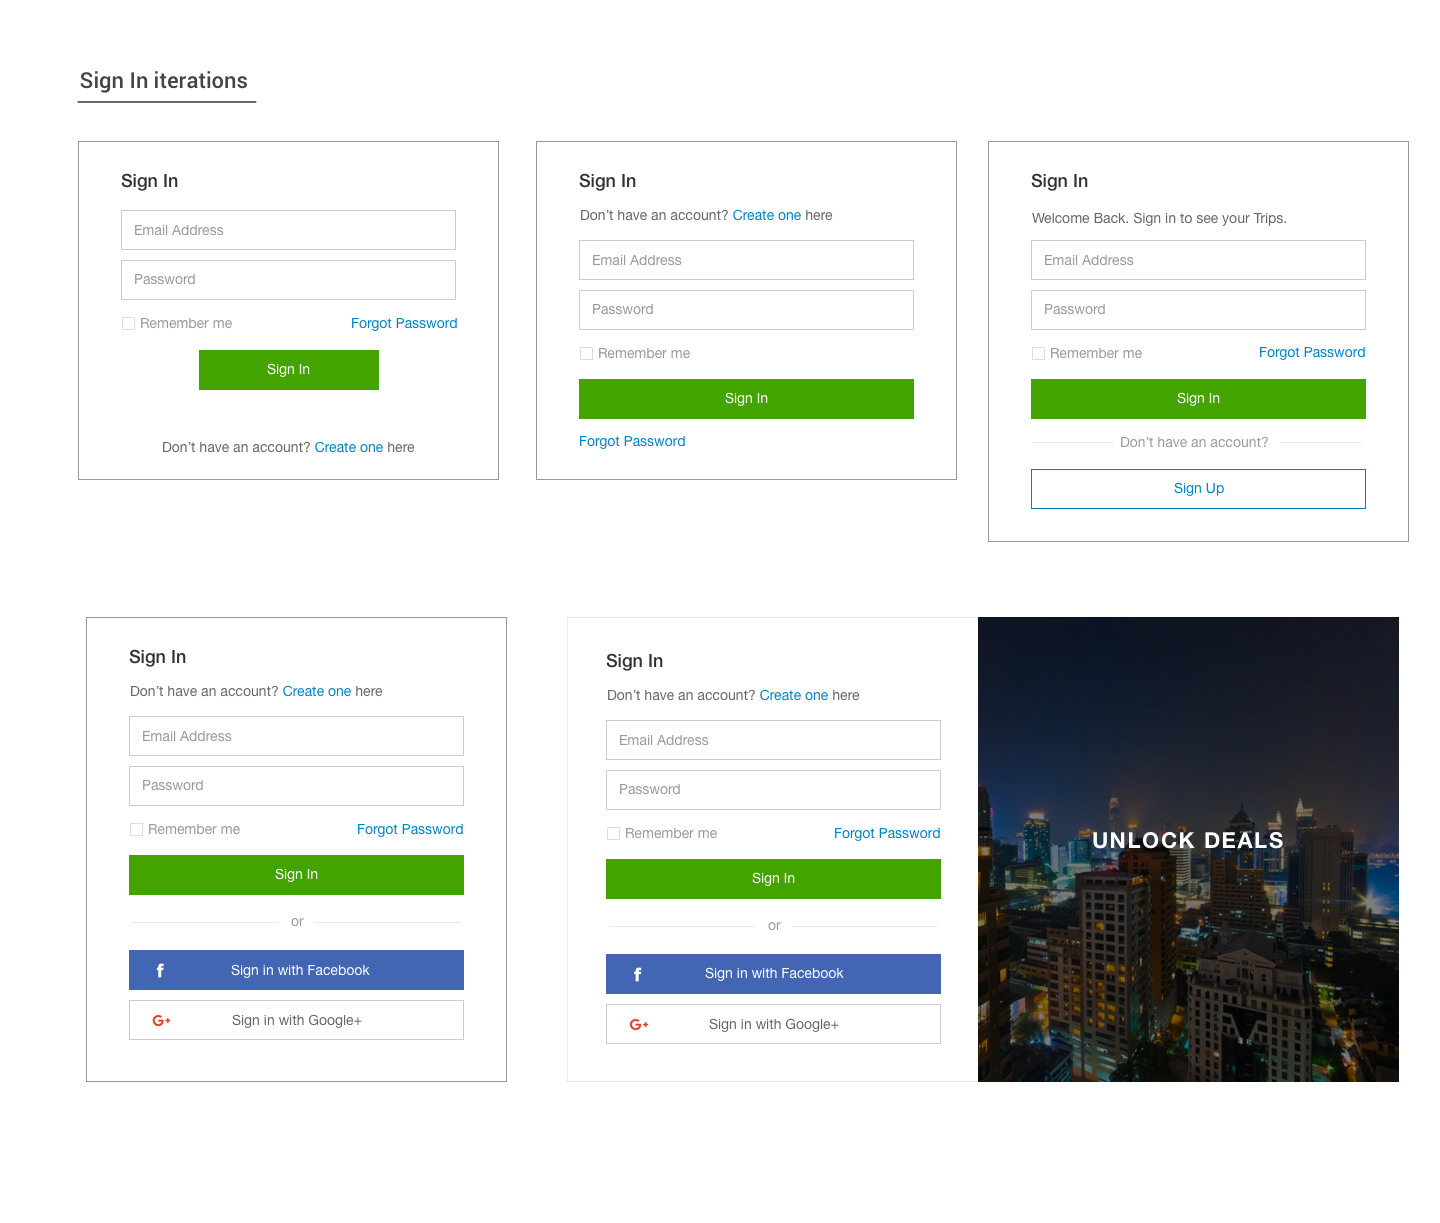 Sign In iterations
Sign In
Email Address
Password
Remember me Forgot Password
Sign In
Don't have an account? Create one here
Sign In
Don't have an account? Create one here
Email Address
Password
Remember me
Sign In
Forgot Password
Sign In
Welcome Back. Sign in to see your Trips.
Email Address
Password
Remember me Forgot Password
Sign In
Don't have an account?
Sign Up
Sign In
Don't have an account? Create one here
Email Address
Password
Remember me Forgot Password
Sign In
or
f Sign in with Facebook
G+ Sign in with Google+
Sign In
Don't have an account? Create one here
Email Address
Password
Remember me Forgot Password
Sign In
or
f Sign in with Facebook
G+ Sign in with Google+
UNLOCK DEALS